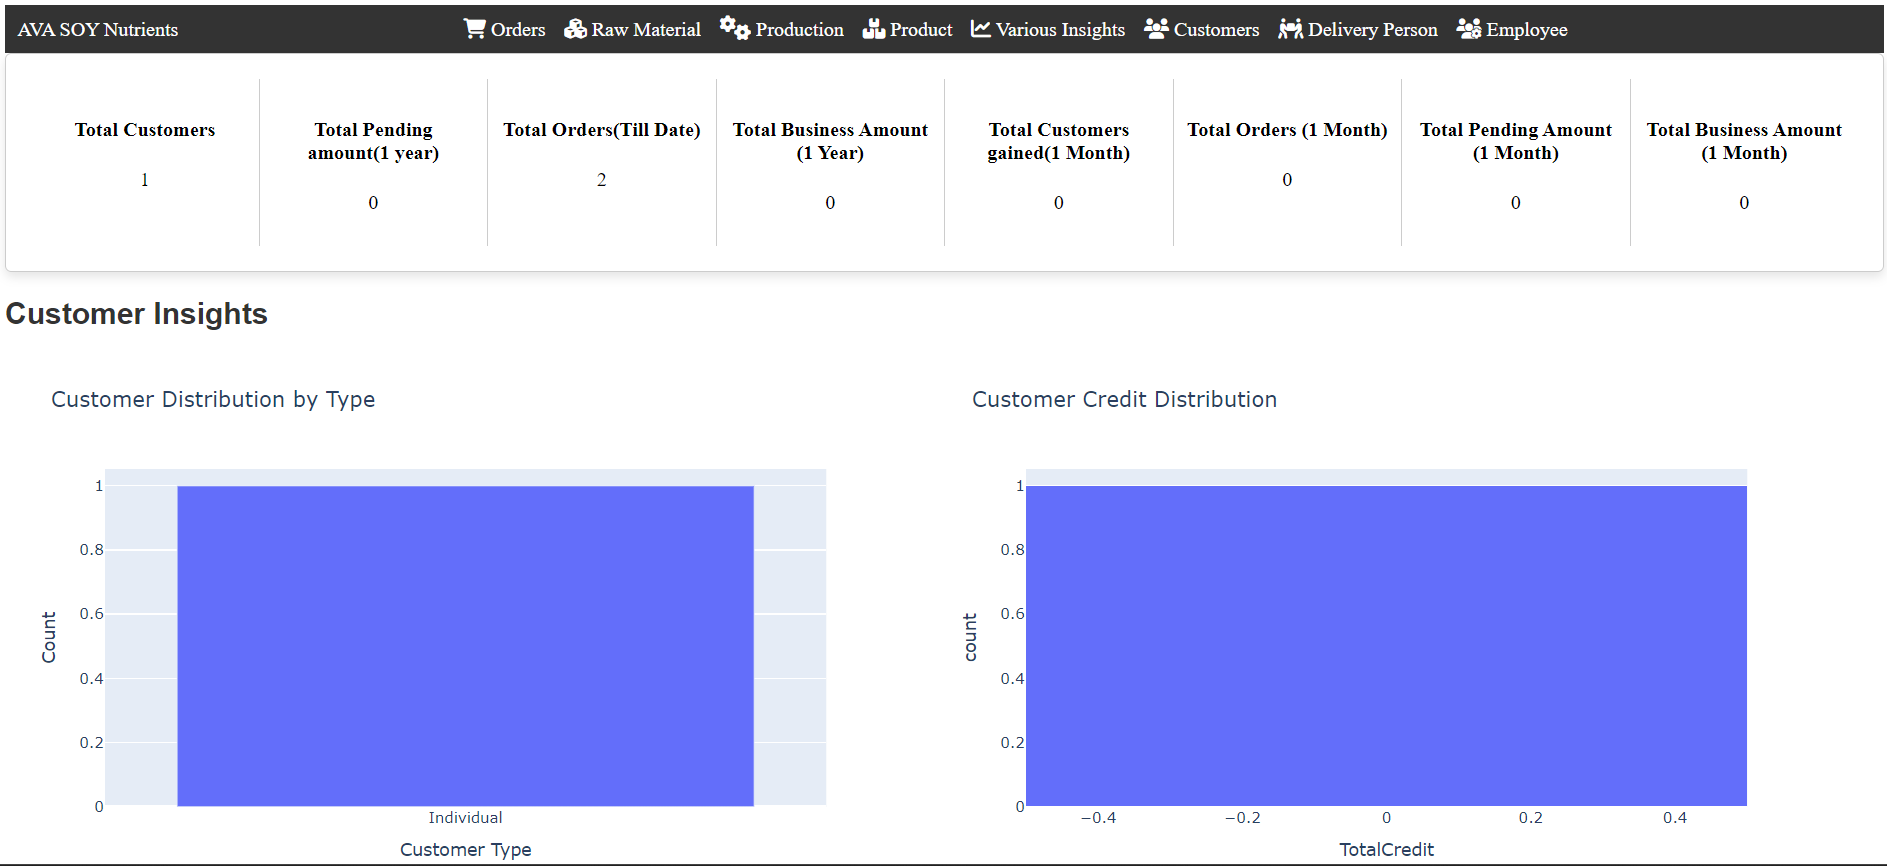 AVA SOY Nutrients
Orders
Raw Material
Production
Product
Various Insights
Customers
Delivery Person
Employee
Total Customers
1
Total Pending
amount(1 year)
0
Total Orders(Till Date)
2
Total Business Amount
(1 Year)
0
Total Customers
gained(1 Month)
0
Total Orders (1 Month)
0
Total Pending Amount
(1 Month)
0
Total Business Amount
(1 Month)
0
Customer Insights
Customer Distribution by Type
1
0.8
0.6
0.4
0.2
0
Count
Individual
Customer Type
Customer Credit Distribution
1
0.8
0.6
0.4
0.2
0
count
−0.4
−0.2
0
0.2
0.4
TotalCredit